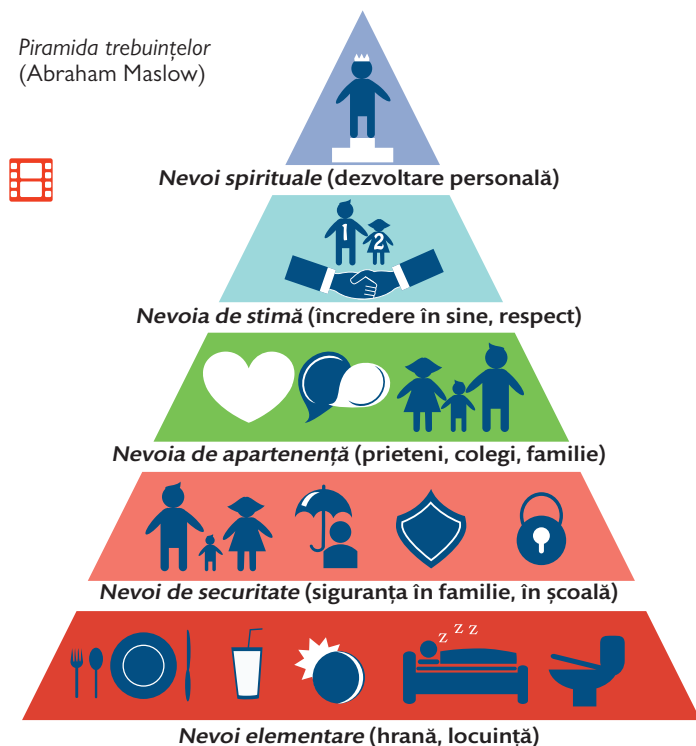 Piramida trebuințelor
(Abraham Maslow)
Nevoi spirituale (dezvoltare personală)
1
2
Nevoia de stimă (încredere în sine, respect)
Nevoia de apartenență (prieteni, colegi, familie)
Nevoi de securitate (siguranța în familie, în școală)
z z z
Nevoi elementare (hrană, locuință)